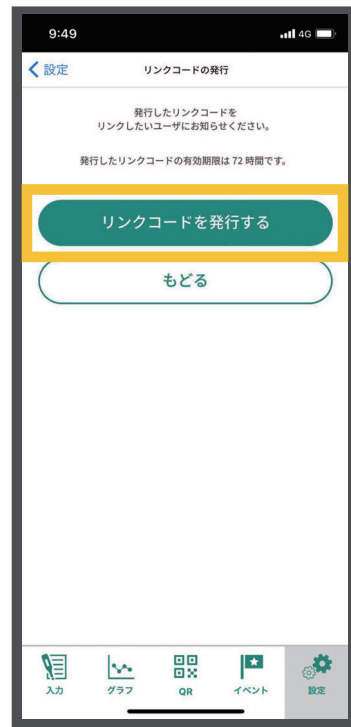 9:49
4G
設定
リンクコードの発行
発行したリンクコードを
リンクしたいユーザにお知らせください。
発行したリンクコードの有効期限は 72 時間です。
リンクコードを発行する
もどる
入力
グラフ
QR
イベント
設定